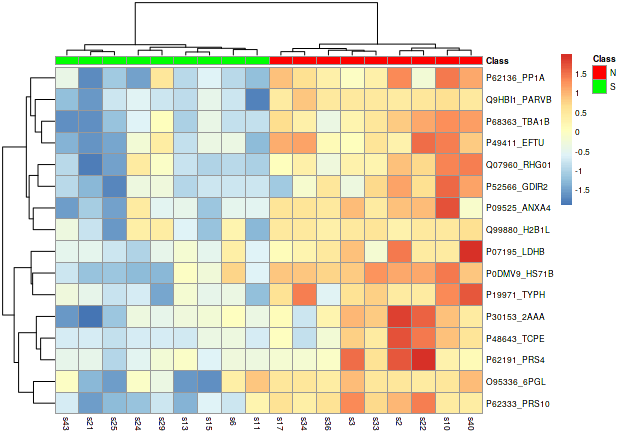 Class
Class
N
S
1.5
1
0.5
0
-0.5
-1
-1.5
P62136_PP1A
Q9HBI1_PARVB
P68363_TBA1B
P49411_EFTU
Q07960_RHG01
P52566_GDIR2
P09525_ANXA4
Q99880_H2B1L
P07195_LDHB
P0DMV9_HS71B
P19971_TYPH
P30153_2AAA
P48643_TCPE
P62191_PRS4
O95336_6PGL
P62333_PRS10
s43
s21
s25
s24
s29
s13
s15
s6
s11
s17
s34
s36
s3
s33
s2
s22
s10
s40